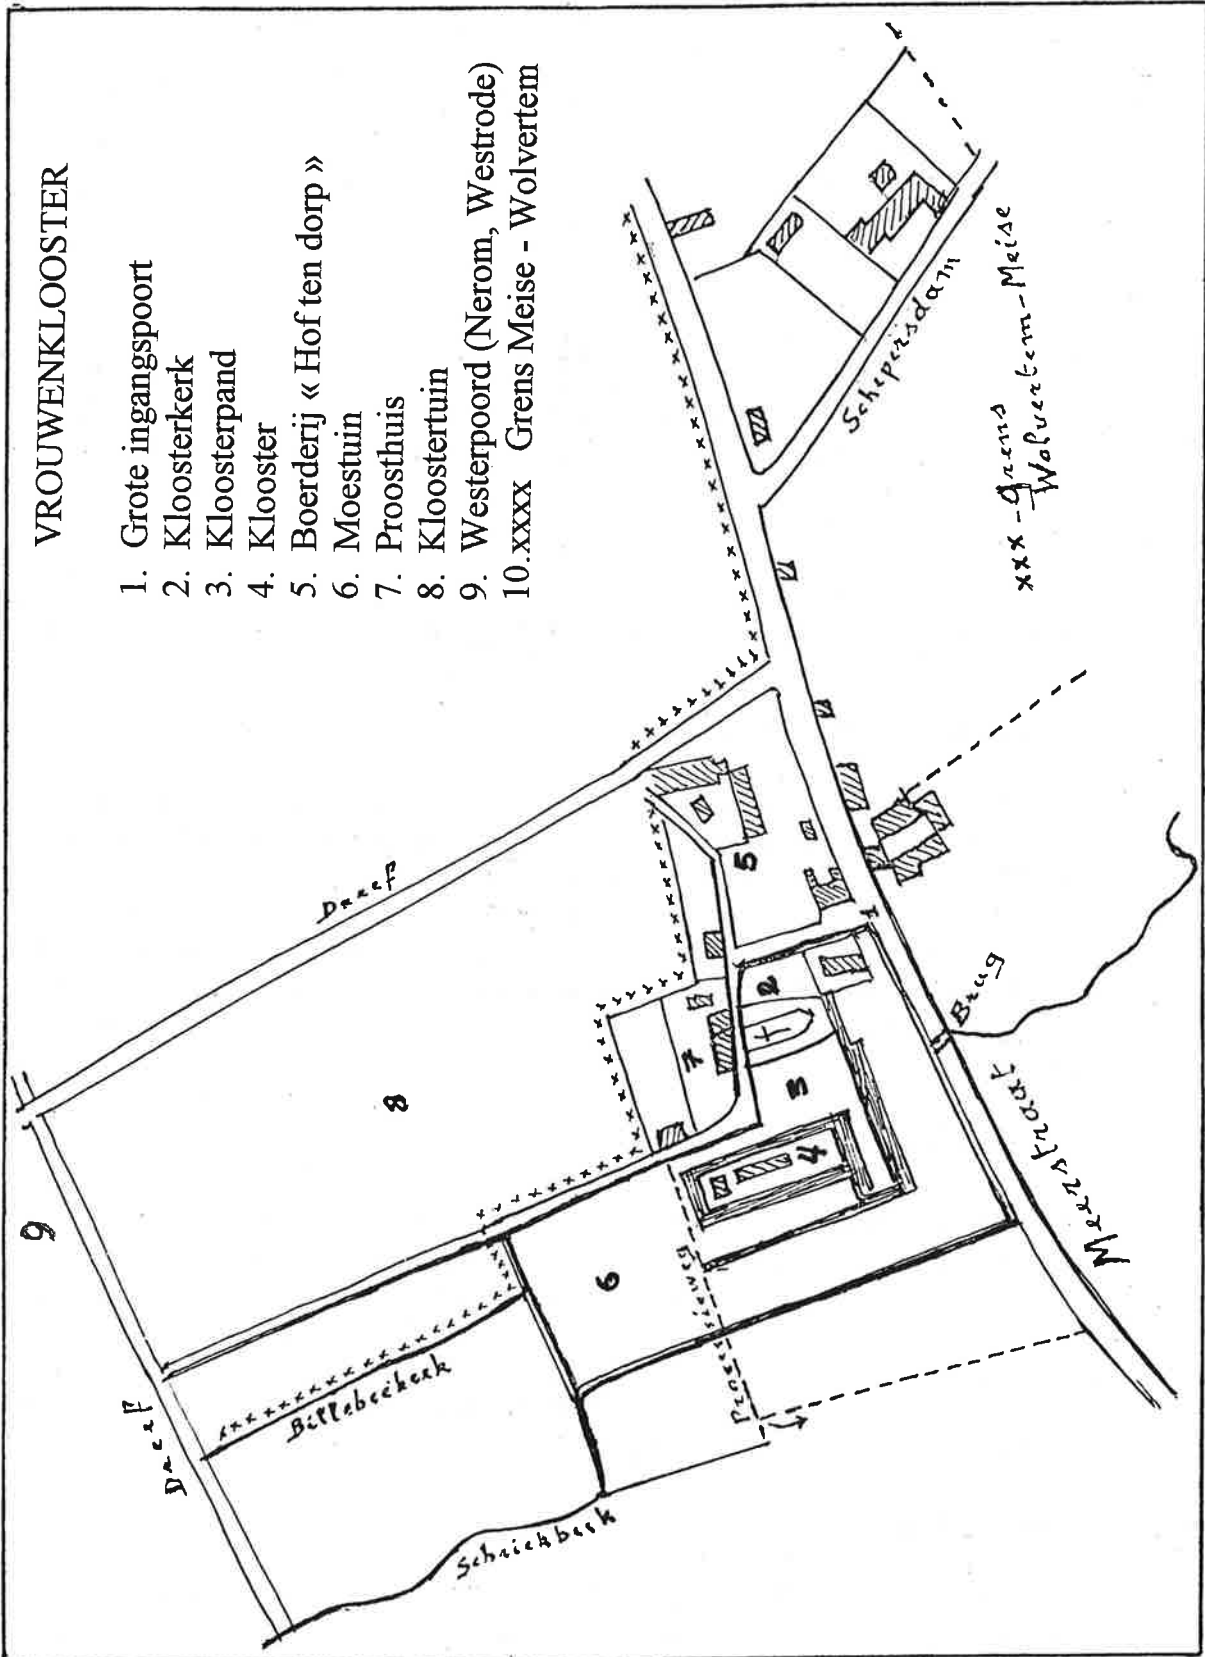 VROUWENKLOOSTER
1. Grote ingangspoort
2. Kloosterkerk
3. Kloosterpand
4. Klooster
5. Boerderij « Hof ten dorp »
6. Moestuin
7. Proosthuis
8. Kloostertuin
9. Westerpoord (Nerom, Westrode)
10.xxxx Grens Meise - Wolvertem
9
Dreef
Dreef
8
Billebeekerk
Schriekbeek
6
Processieweg
7
2
3
4
5
1
Brug
Meerstraat
Schepersdam
xxx - grens
Wolvertem-Meise